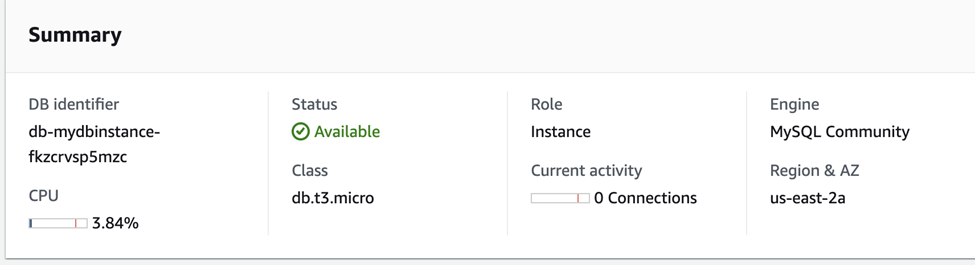 Summary
DB identifier
db-mydbinstance-
fkzcrvsp5mzc
CPU
3.84%
Status
Available
Class
db.t3.micro
Role
Instance
Current activity
0 Connections
Engine
MySQL Community
Region & AZ
us-east-2a